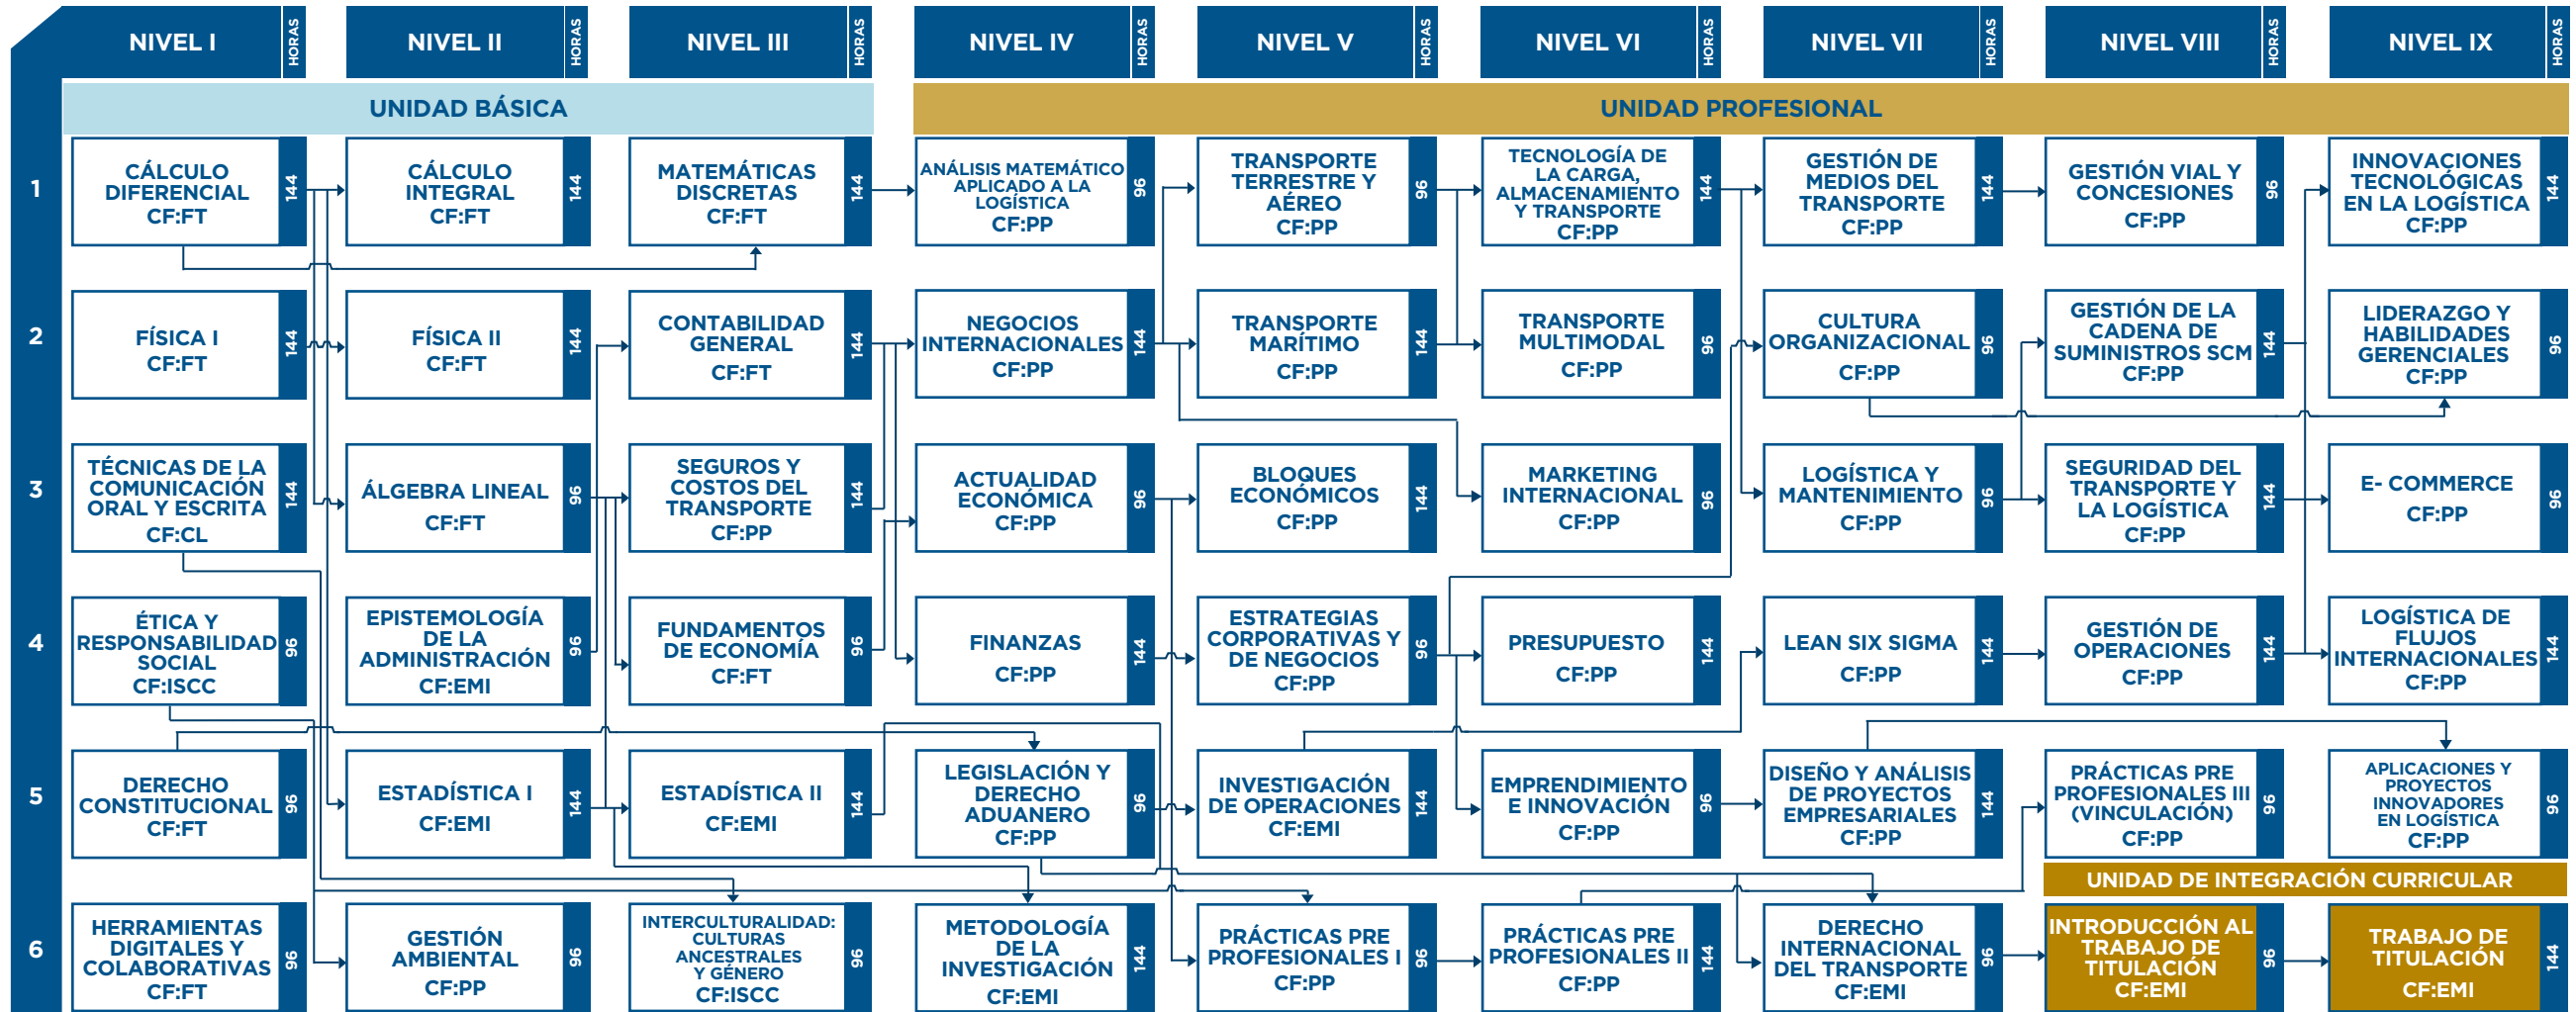 NIVEL I
HORAS
NIVEL II
HORAS
NIVEL III
HORAS
NIVEL IV
HORAS
NIVEL V
HORAS
NIVEL VI
HORAS
NIVEL VII
HORAS
NIVEL VIII
HORAS
NIVEL IX
HORAS
UNIDAD BÁSICA
UNIDAD PROFESIONAL
1
CÁLCULO
DIFERENCIAL
CF:FT
144
CÁLCULO
INTEGRAL
CF:FT
144
MATEMÁTICAS
DISCRETAS
CF:FT
144
ANÁLISIS MATEMÁTICO
APLICADO A LA
LOGÍSTICA
CF:PP
96
TRANSPORTE
TERRESTRE Y
AÉREO
CF:PP
96
TECNOLOGÍA DE
LA CARGA,
ALMACENAMIENTO
Y TRANSPORTE
CF:PP
144
GESTIÓN DE
MEDIOS DEL
TRANSPORTE
CF:PP
144
GESTIÓN VIAL Y
CONCESIONES
CF:PP
96
INNOVACIONES
TECNOLÓGICAS
EN LA LOGÍSTICA
CF:PP
144
2
FÍSICA I
CF:FT
144
FÍSICA II
CF:FT
144
CONTABILIDAD
GENERAL
CF:FT
144
NEGOCIOS
INTERNACIONALES
CF:PP
144
TRANSPORTE
MARÍTIMO
CF:PP
144
TRANSPORTE
MULTIMODAL
CF:PP
96
CULTURA
ORGANIZACIONAL
CF:PP
96
GESTIÓN DE LA
CADENA DE
SUMINISTROS SCM
CF:PP
144
LIDERAZGO Y
HABILIDADES
GERENCIALES
CF:PP
96
3
TÉCNICAS DE LA
COMUNICACIÓN
ORAL Y ESCRITA
CF:CL
144
ÁLGEBRA LINEAL
CF:FT
96
SEGUROS Y
COSTOS DEL
TRANSPORTE
CF:PP
144
ACTUALIDAD
ECONÓMICA
CF:PP
96
BLOQUES
ECONÓMICOS
CF:PP
144
MARKETING
INTERNACIONAL
CF:PP
96
LOGÍSTICA Y
MANTENIMIENTO
CF:PP
96
SEGURIDAD DEL
TRANSPORTE Y
LA LOGÍSTICA
CF:PP
144
E- COMMERCE
CF:PP
96
4
ÉTICA Y
RESPONSABILIDAD
SOCIAL
CF:ISCC
96
EPISTEMOLOGÍA
DE LA
ADMINISTRACIÓN
CF:EMI
96
FUNDAMENTOS
DE ECONOMÍA
CF:FT
96
FINANZAS
CF:PP
144
ESTRATEGIAS
CORPORATIVAS Y
DE NEGOCIOS
CF:PP
96
PRESUPUESTO
CF:PP
144
LEAN SIX SIGMA
CF:PP
144
GESTIÓN DE
OPERACIONES
CF:PP
144
LOGÍSTICA DE
FLUJOS
INTERNACIONALES
CF:PP
144
5
DERECHO
CONSTITUCIONAL
CF:FT
96
ESTADÍSTICA I
CF:EMI
144
ESTADÍSTICA II
CF:EMI
144
LEGISLACIÓN Y
DERECHO
ADUANERO
CF:PP
96
INVESTIGACIÓN
DE OPERACIONES
CF:EMI
144
EMPRENDIMIENTO
E INNOVACIÓN
CF:PP
96
DISEÑO Y ANÁLISIS
DE PROYECTOS
EMPRESARIALES
CF:PP
144
PRÁCTICAS PRE
PROFESIONALES III
(VINCULACIÓN)
CF:PP
96
APLICACIONES Y
PROYECTOS
INNOVADORES
EN LOGÍSTICA
CF:PP
96
UNIDAD DE INTEGRACIÓN CURRICULAR
6
HERRAMIENTAS
DIGITALES Y
COLABORATIVAS
CF:FT
96
GESTIÓN
AMBIENTAL
CF:PP
96
INTERCULTURALIDAD:
CULTURAS
ANCESTRALES
Y GÉNERO
CF:ISCC
96
METODOLOGÍA
DE LA
INVESTIGACIÓN
CF:EMI
144
PRÁCTICAS PRE
PROFESIONALES I
CF:PP
96
PRÁCTICAS PRE
PROFESIONALES II
CF:PP
144
DERECHO
INTERNACIONAL
DEL TRANSPORTE
CF:EMI
96
INTRODUCCIÓN AL
TRABAJO DE
TITULACIÓN
CF:EMI
96
TRABAJO DE
TITULACIÓN
CF:EMI
144